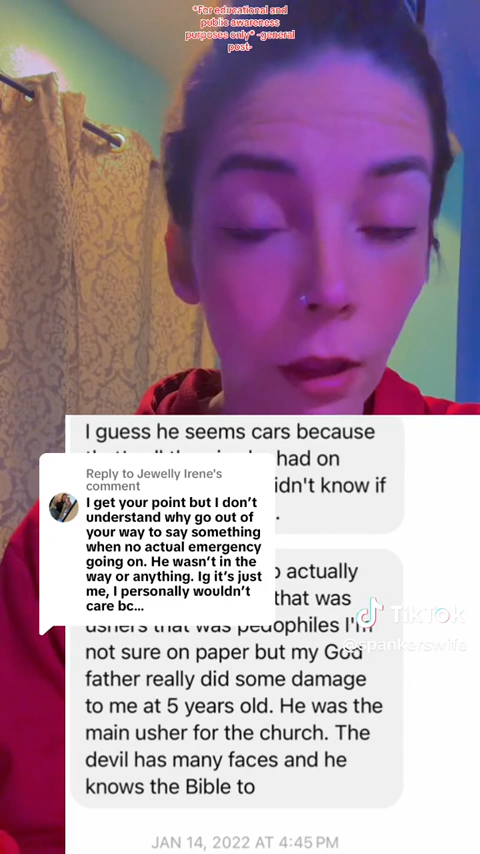 *For educational and
public awareness
purposes only* -general
post-
I guess he seems cars because
had on
idn't know if
.
Reply to Jewelly Irene's
comment
I get your point but I don't
understand why go out of
your way to say something
when no actual emergency
going on. He wasn't in the
way or anything. Ig it's just
me, I personally wouldn't
care bc...
actually
that was
ushers that was pedophiles I'm
not sure on paper but my God
father really did some damage
to me at 5 years old. He was the
main usher for the church. The
devil has many faces and he
knows the Bible to
TikTok
@spankerswife
JAN 14, 2022 AT 4:45 PM